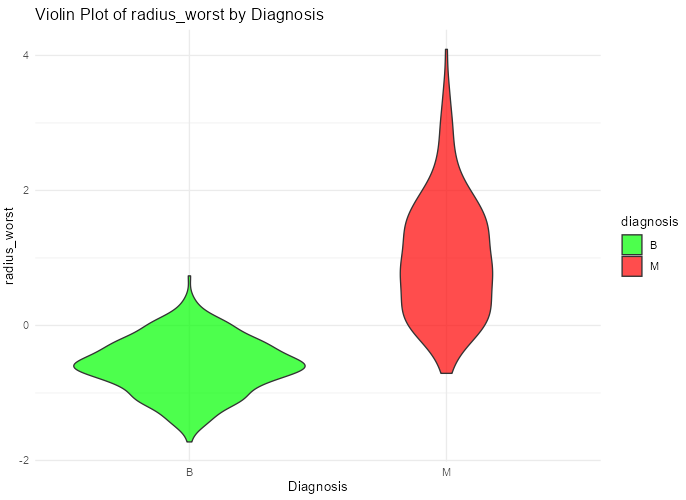 Violin Plot of radius_worst by Diagnosis
4
2
0
-2
radius_worst
B
M
Diagnosis
diagnosis
B
M